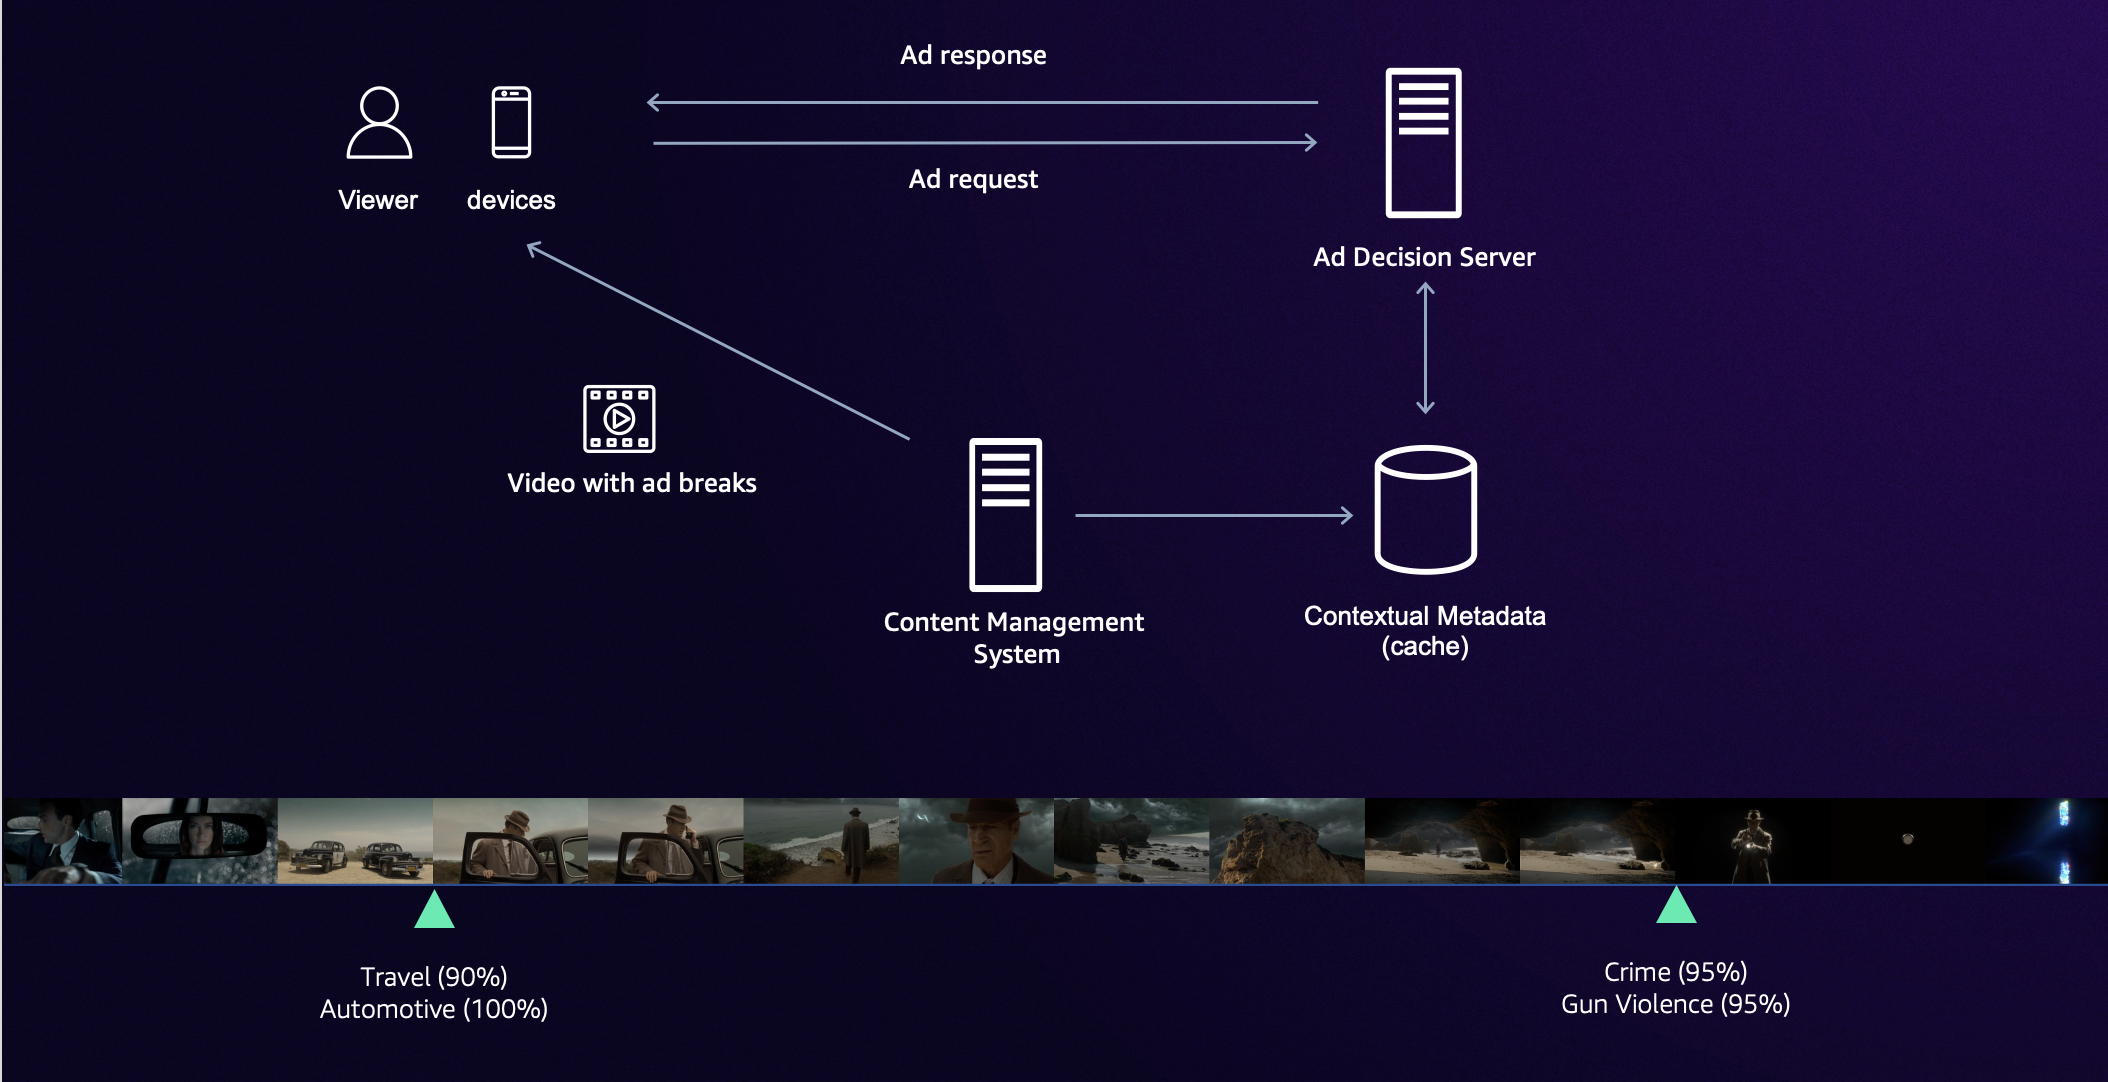 Ad response
Ad request
Viewer
devices
Ad Decision Server
Video with ad breaks
Content Management
System
Contextual Metadata
(cache)
Travel (90%)
Automotive (100%)
Crime (95%)
Gun Violence (95%)